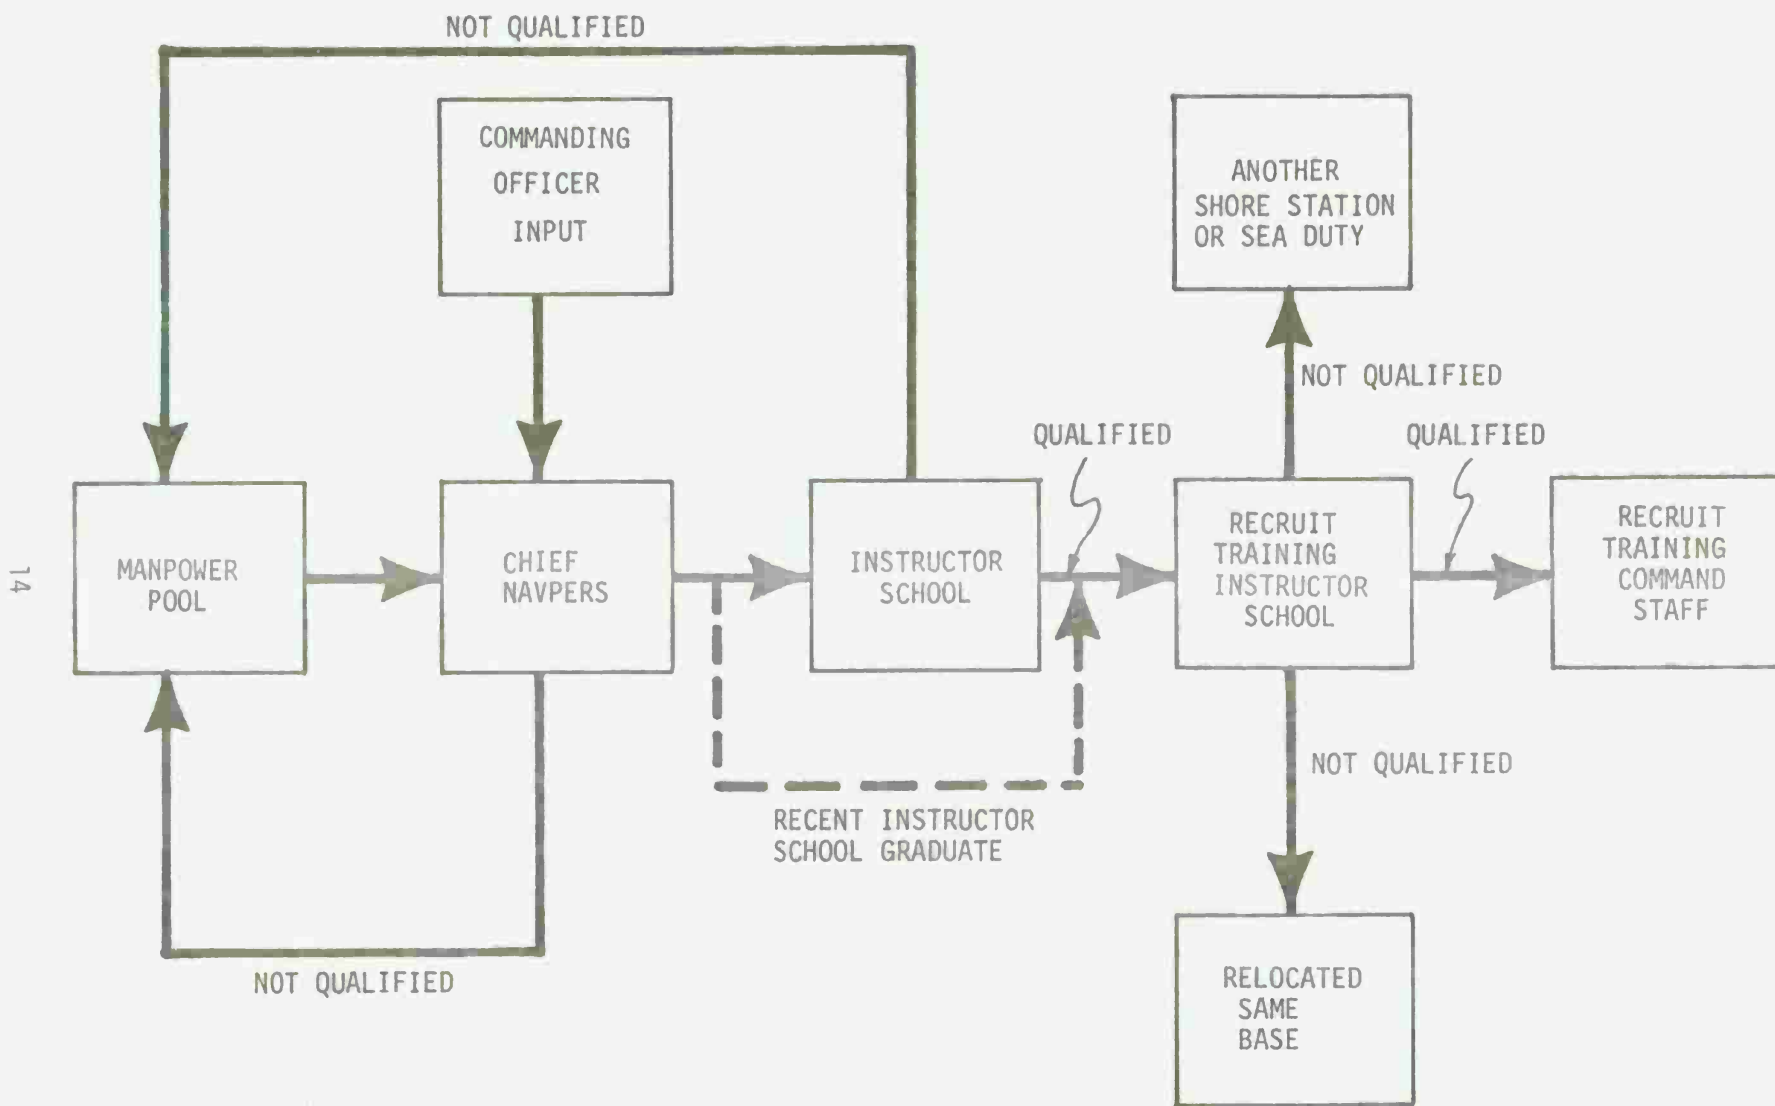 NOT QUALIFIED
COMMANDING
OFFICER
INPUT
ANOTHER
SHORE STATION
OR SEA DUTY
NOT QUALIFIED
QUALIFIED
QUALIFIED
MANPOWER
POOL
CHIEF
NAVPERS
INSTRUCTOR
SCHOOL
RECRUIT
TRAINING
INSTRUCTOR
SCHOOL
RECRUIT
TRAINING
COMMAND
STAFF
14
NOT QUALIFIED
RECENT INSTRUCTOR
SCHOOL GRADUATE
NOT QUALIFIED
RELOCATED
SAME
BASE